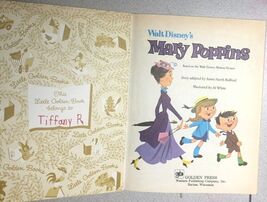 This
Little Golden Book
belongs to
Tiffany R
Walt Disney's
Mary Poppins
Based on the Walt Disney Motion Picture
Story adapted by Annie North Bedford
Illustrated by Al White
GOLDEN PRESS
Western Publishing Company, Inc.
Racine, Wisconsin